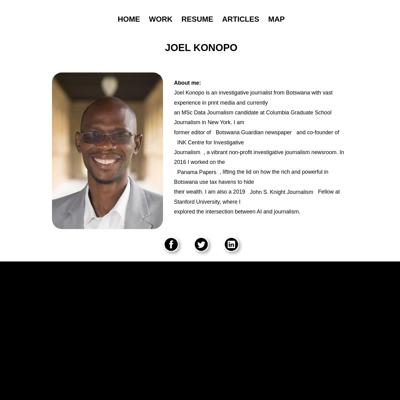 HOME WORK RESUME ARTICLES MAP
JOEL KONOPO
About me:
Joel Konopo is an investigative journalist from Botswana with vast
experience in print media and currently
an MSc Data Journalism candidate at Columbia Graduate School
Journalism in New York. I am
former editor of Botswana Guardian newspaper and co-founder of
INK Centre for Investigative
Journalism , a vibrant non-profit investigative journalism newsroom. In
2016 I worked on the
Panama Papers , lifting the lid on how the rich and powerful in
Botswana use tax havens to hide
their wealth. I am also a 2019 John S. Knight Journalism Fellow at
Stanford University, where I
explored the intersection between AI and journalism.